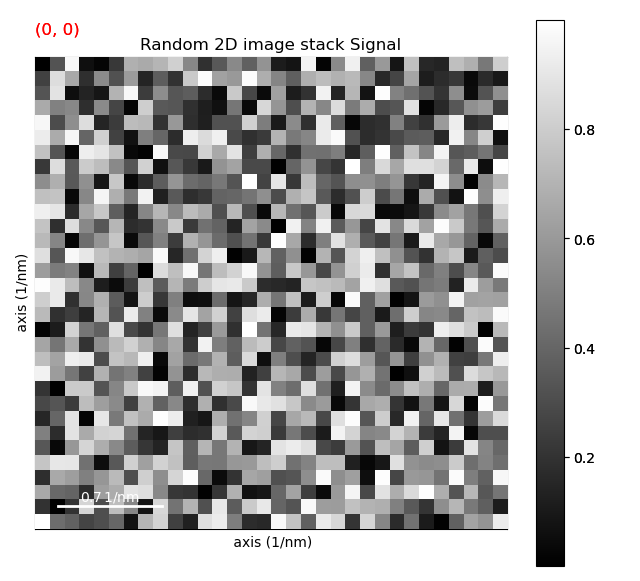 (0, 0)
Random 2D image stack Signal
0.8
0.6
0.4
0.2
axis (1/nm)
0.7 1/nm
axis (1/nm)